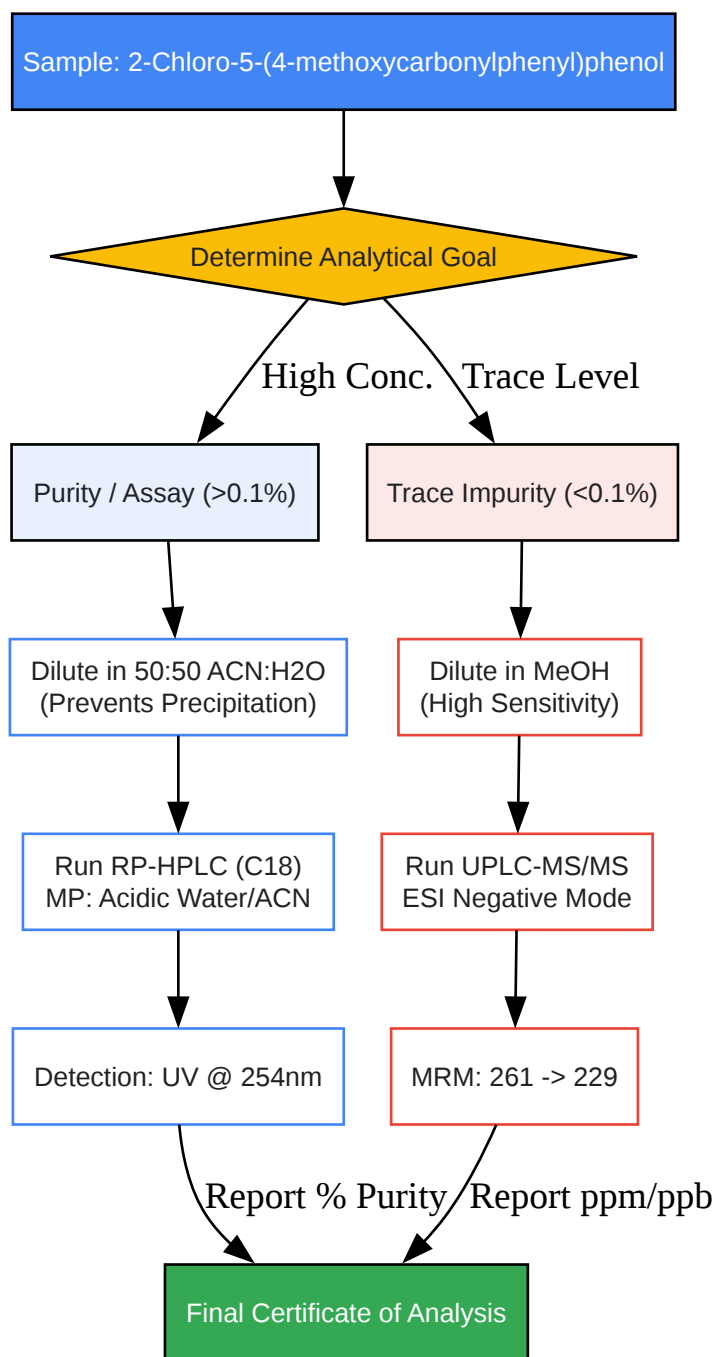 Sample: 2-Chloro-5-(4-methoxycarbonylphenyl)phenol
Determine Analytical Goal
High Conc.
Trace Level
Purity / Assay (>0.1%)
Trace Impurity (<0.1%)
Dilute in 50:50 ACN:H2O
(Prevents Precipitation)
Dilute in MeOH
(High Sensitivity)
Run RP-HPLC (C18)
MP: Acidic Water/ACN
Run UPLC-MS/MS
ESI Negative Mode
Detection: UV @ 254nm
MRM: 261 -> 229
Report % Purity
Report ppm/ppb
Final Certificate of Analysis